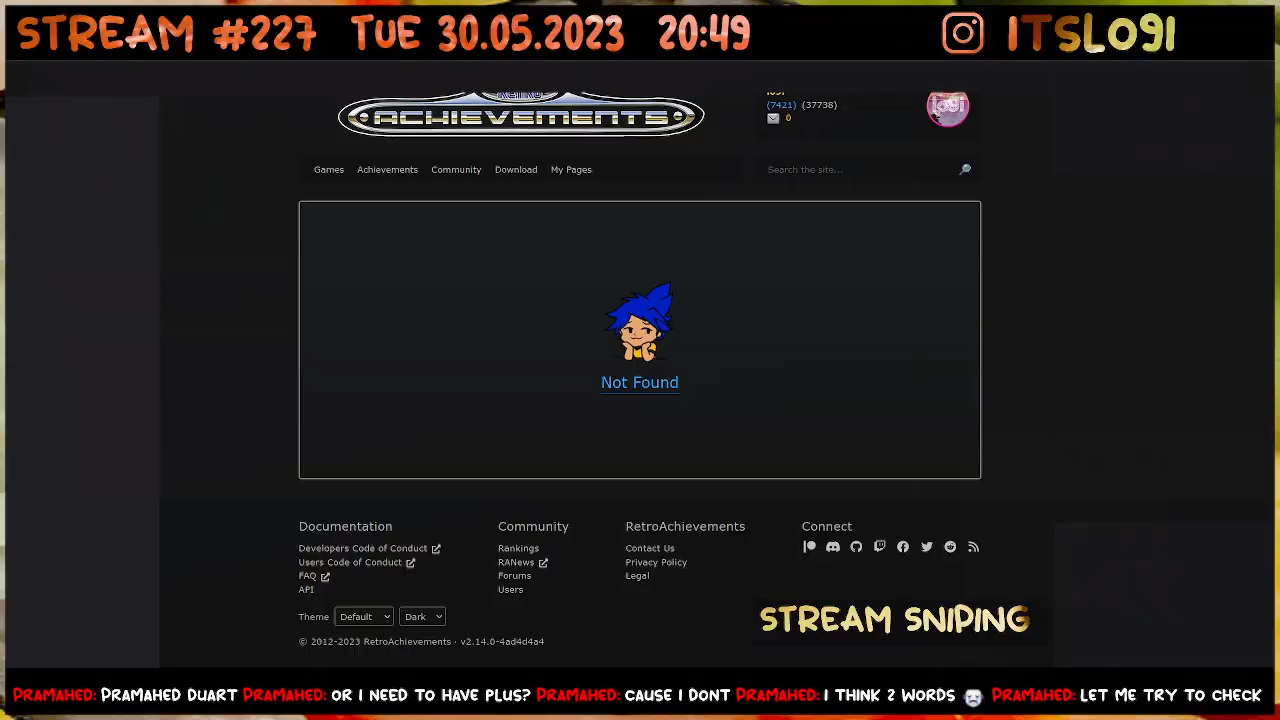 STREAM #227 TUE 30.05.2023 20:49 ITSLO9I
RETRO
ACHIEVEMENTS
lo9i
(7421) (37738)
0
Games Achievements Community Download My Pages
Search the site...
Not Found
Documentation
Developers Code of Conduct
Users Code of Conduct
FAQ
API
Community
Rankings
RANews
Forums
Users
RetroAchievements
Contact Us
Privacy Policy
Legal
Connect
Theme Default Dark
© 2012-2023 RetroAchievements · v2.14.0-4ad4d4a4
STREAM SNIPING
PRAMAHED: PRAMAHED DUART PRAMAHED: OR I NEED TO HAVE PLUS? PRAMAHED: CAUSE I DONT PRAMAHED: I THINK 2 WORDS PRAMAHED: LET ME TRY TO CHECK